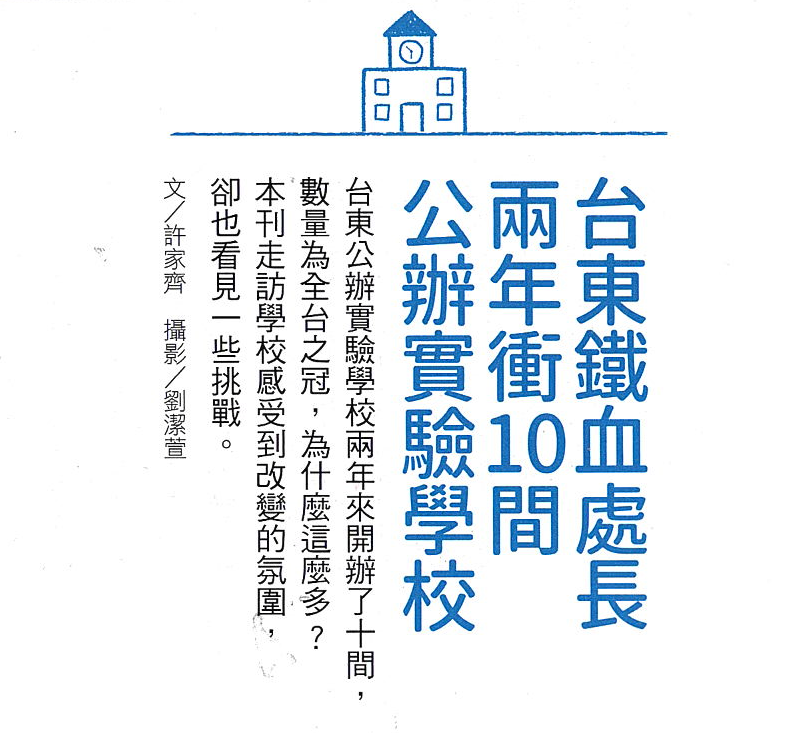 台東鐵血處長
兩年衝10間
公辦實驗學校
台東公辦實驗學校兩年來開辦了十間，
數量為全台之冠，為什麼這麼多？
本刊走訪學校感受到改變的氛圍，
卻也看見一些挑戰。
文／許家齊　攝影／劉潔萱